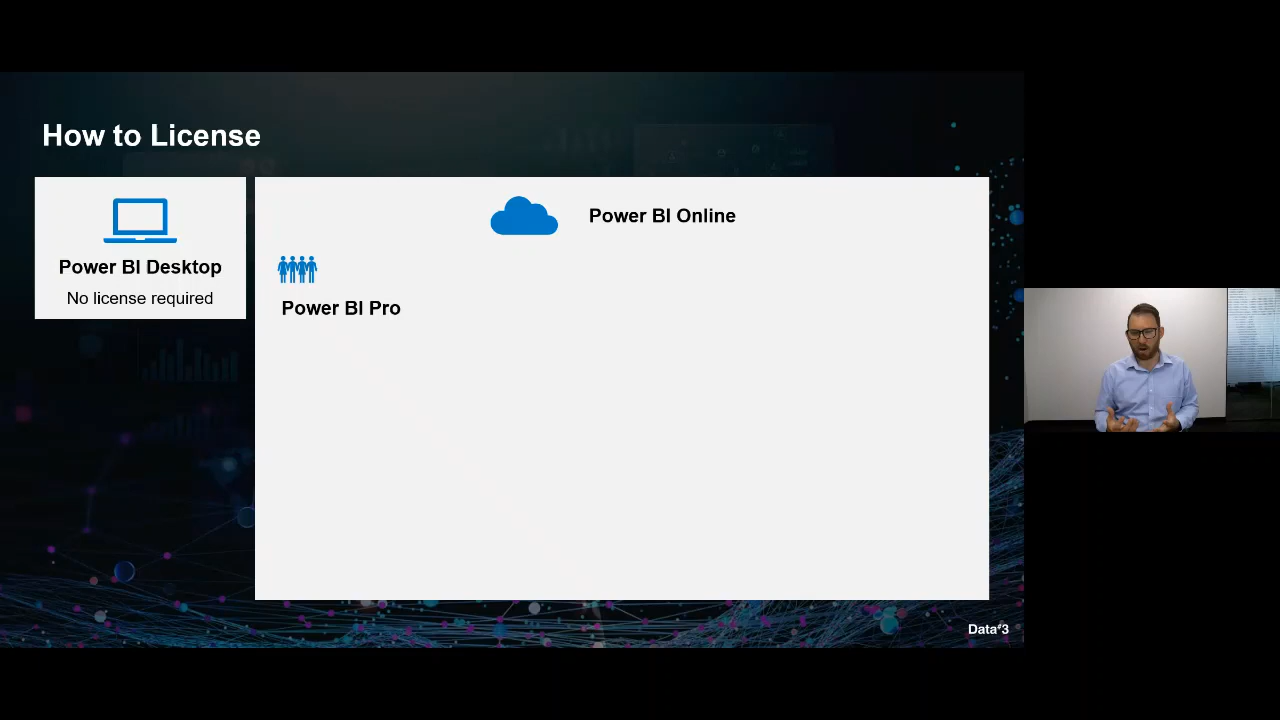 How to License
Power BI Desktop
No license required
Power BI Online
Power BI Pro
Data#3